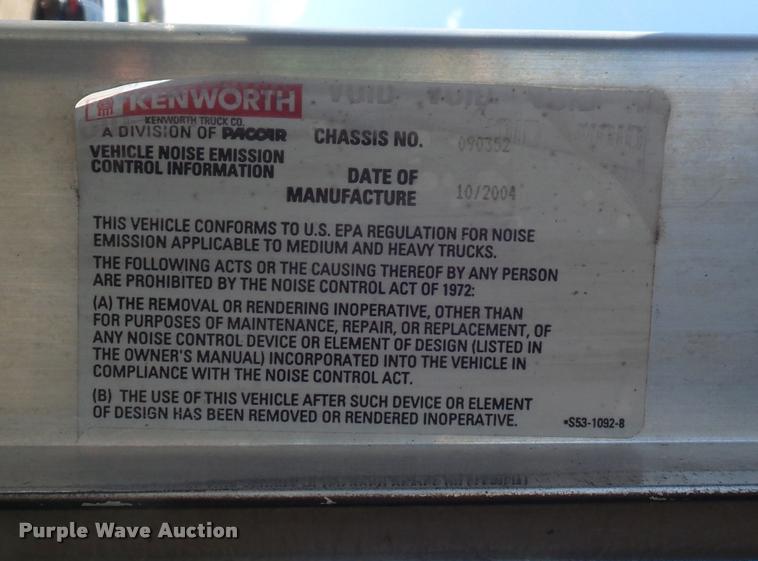 KENWORTH
KENWORTH TRUCK CO.
A DIVISION OF PACCAR
VOID VOID
CHASSIS NO. 090352
VEHICLE NOISE EMISSION
CONTROL INFORMATION
DATE OF
MANUFACTURE 10/2004
THIS VEHICLE CONFORMS TO U.S. EPA REGULATION FOR NOISE
EMISSION APPLICABLE TO MEDIUM AND HEAVY TRUCKS.
THE FOLLOWING ACTS OR THE CAUSING THEREOF BY ANY PERSON
ARE PROHIBITED BY THE NOISE CONTROL ACT OF 1972:
(A) THE REMOVAL OR RENDERING INOPERATIVE, OTHER THAN
FOR PURPOSES OF MAINTENANCE, REPAIR, OR REPLACEMENT, OF
ANY NOISE CONTROL DEVICE OR ELEMENT OF DESIGN (LISTED IN
THE OWNER'S MANUAL) INCORPORATED INTO THE VEHICLE IN
COMPLIANCE WITH THE NOISE CONTROL ACT.
(B) THE USE OF THIS VEHICLE AFTER SUCH DEVICE OR ELEMENT
OF DESIGN HAS BEEN REMOVED OR RENDERED INOPERATIVE.
*S53-1092-8
Purple Wave Auction